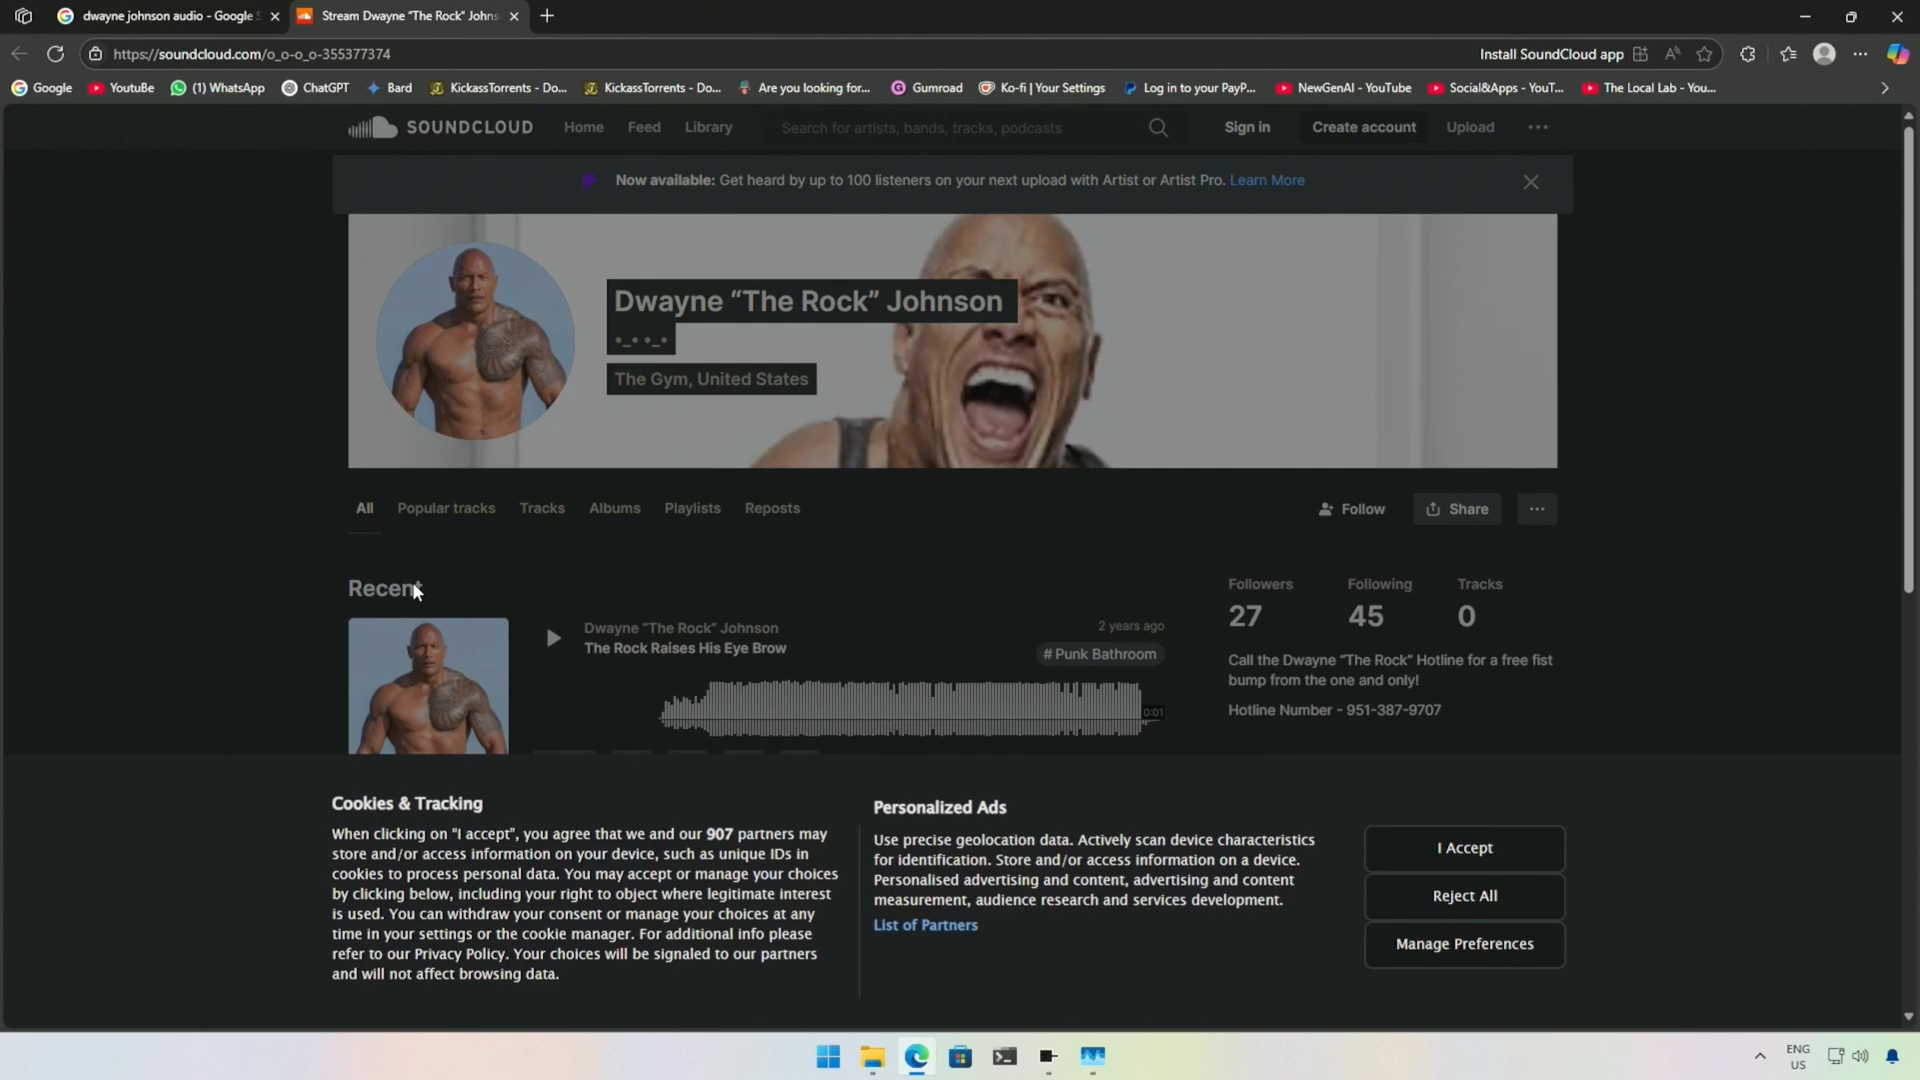 dwayne johnson audio - Google S
Stream Dwayne “The Rock” Johns
https://soundcloud.com/o_o-o_o-355377374
Install SoundCloud app
Google
YoutuBe
(1) WhatsApp
ChatGPT
Bard
KickassTorrents - Do...
KickassTorrents - Do...
Are you looking for...
Gumroad
Ko-fi | Your Settings
Log in to your PayP...
NewGenAI - YouTube
Social&Apps - YouT...
The Local Lab - You...
SOUNDCLOUD
Home
Feed
Library
Search for artists, bands, tracks, podcasts
Sign in
Create account
Upload
Now available: Get heard by up to 100 listeners on your next upload with Artist or Artist Pro. Learn More
Dwayne “The Rock” Johnson
•_• •_•
The Gym, United States
All
Popular tracks
Tracks
Albums
Playlists
Reposts
Follow
Share
Recent
Dwayne “The Rock” Johnson
The Rock Raises His Eye Brow
2 years ago
# Punk Bathroom
0:01
Followers
27
Following
45
Tracks
0
Call the Dwayne “The Rock” Hotline for a free fist
bump from the one and only!
Hotline Number - 951-387-9707
Cookies & Tracking
When clicking on “I accept”, you agree that we and our 907 partners may
store and/or access information on your device, such as unique IDs in
cookies to process personal data. You may accept or manage your choices
by clicking below, including your right to object where legitimate interest
is used. You can withdraw your consent or manage your choices at any
time in your settings or the cookie manager. For additional info please
refer to our Privacy Policy. Your choices will be signaled to our partners
and will not affect browsing data.
Personalized Ads
Use precise geolocation data. Actively scan device characteristics
for identification. Store and/or access information on a device.
Personalised advertising and content, advertising and content
measurement, audience research and services development.
List of Partners
I Accept
Reject All
Manage Preferences
ENG
US